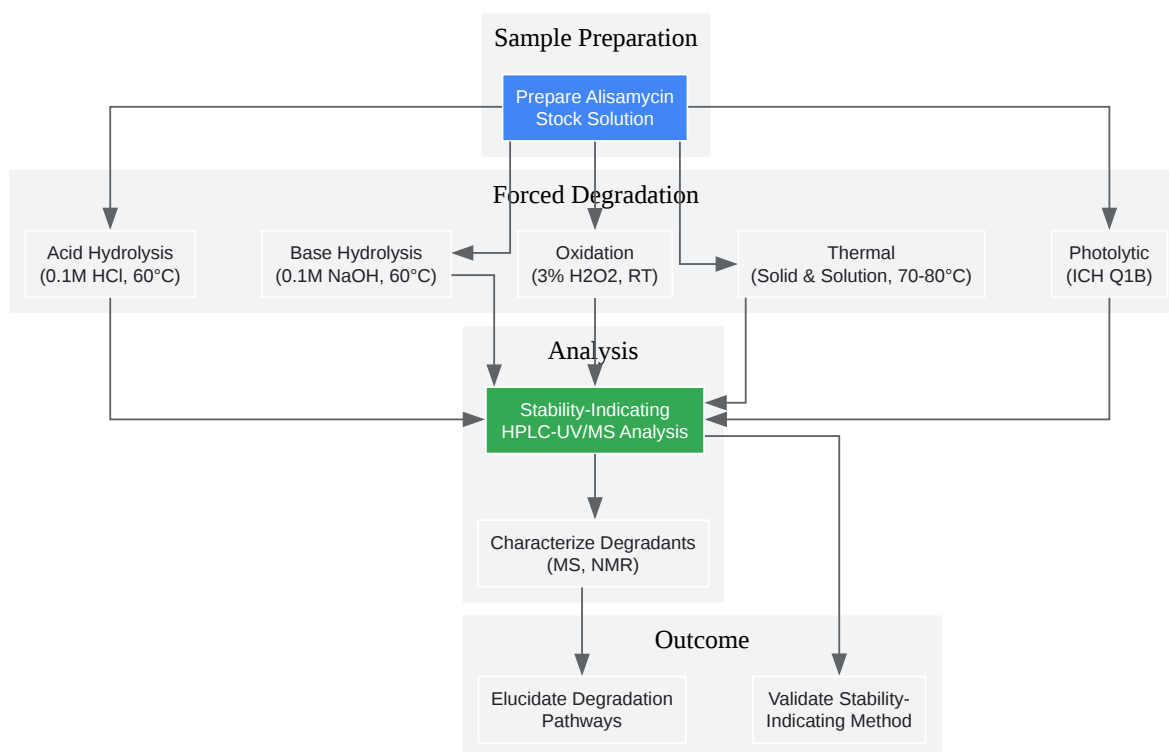 Sample Preparation
Prepare Alisamycin
Stock Solution
Forced Degradation
Acid Hydrolysis
(0.1M HCl, 60°C)
Base Hydrolysis
(0.1M NaOH, 60°C)
Oxidation
(3% H2O2, RT)
Thermal
(Solid & Solution, 70-80°C)
Photolytic
(ICH Q1B)
Analysis
Stability-Indicating
HPLC-UV/MS Analysis
Characterize Degradants
(MS, NMR)
Outcome
Elucidate Degradation
Pathways
Validate Stability-
Indicating Method